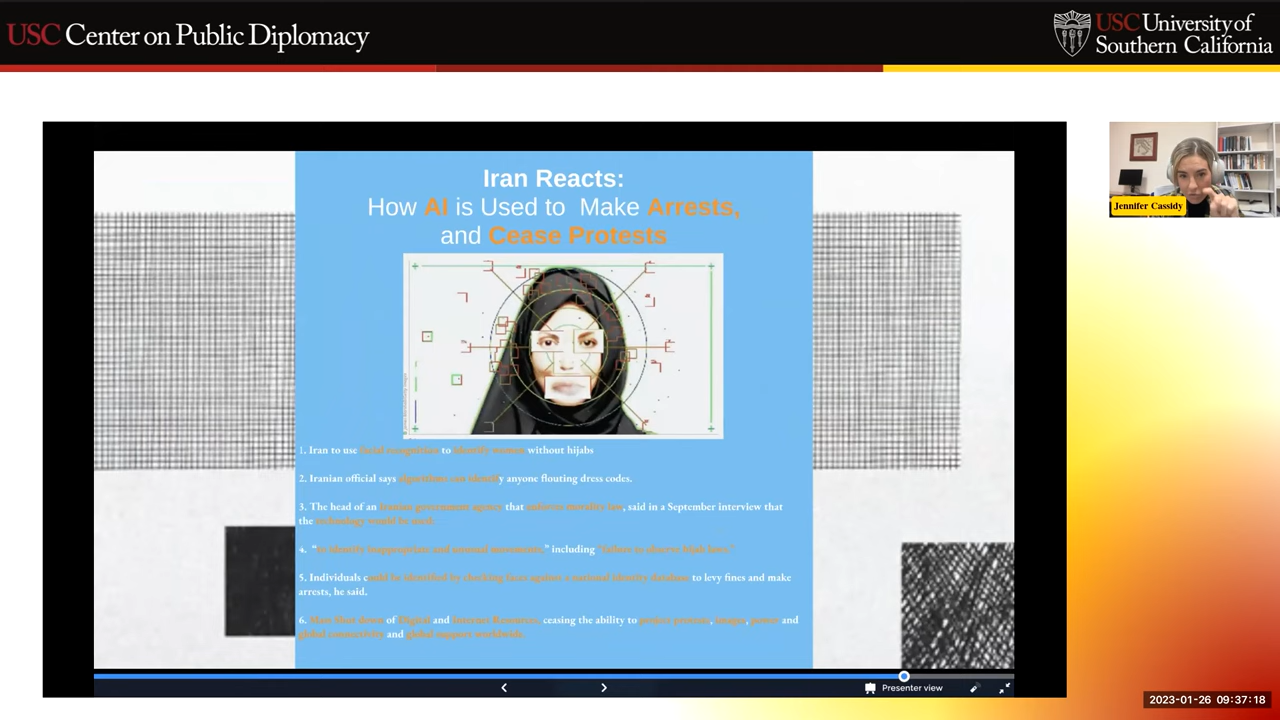 USC Center on Public Diplomacy
USC University of
Southern California
Iran Reacts:
How AI is Used to Make Arrests,
and Cease Protests
Jennifer Cassidy
1. Iran to use facial recognition to identify women without hijabs
2. Iranian official says algorithms can identify anyone flouting dress codes.
3. The head of an Iranian government agency that enforces morality law, said in a September interview that
the technology would be used
4. "to identify inappropriate and unusual movements," including "failure to observe hijab laws."
5. Individuals could be identified by checking faces against a national identity database to levy fines and make
arrests, he said.
6. Mass Shut down of Digital and Internet Resources, ceasing the ability to protest, images, and
global connectivity and global support worldwide.
Presenter view
2023-01-26 09:37:18